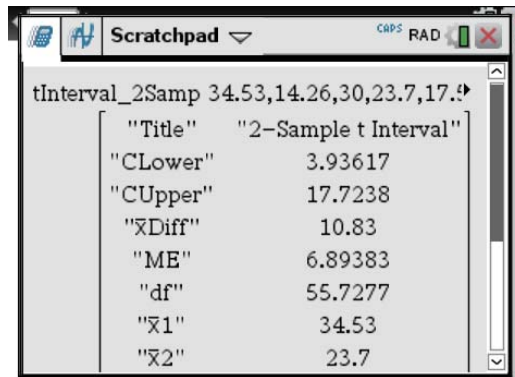 Scratchpad CAPS RAD
tInterval_2Samp 34.53,14.26,30,23.7,17.5
"Title" "2-Sample t Interval"
"CLower" 3.93617
"CUpper" 17.7238
"x̄Diff" 10.83
"ME" 6.89383
"df" 55.7277
"x̄1" 34.53
"x̄2" 23.7